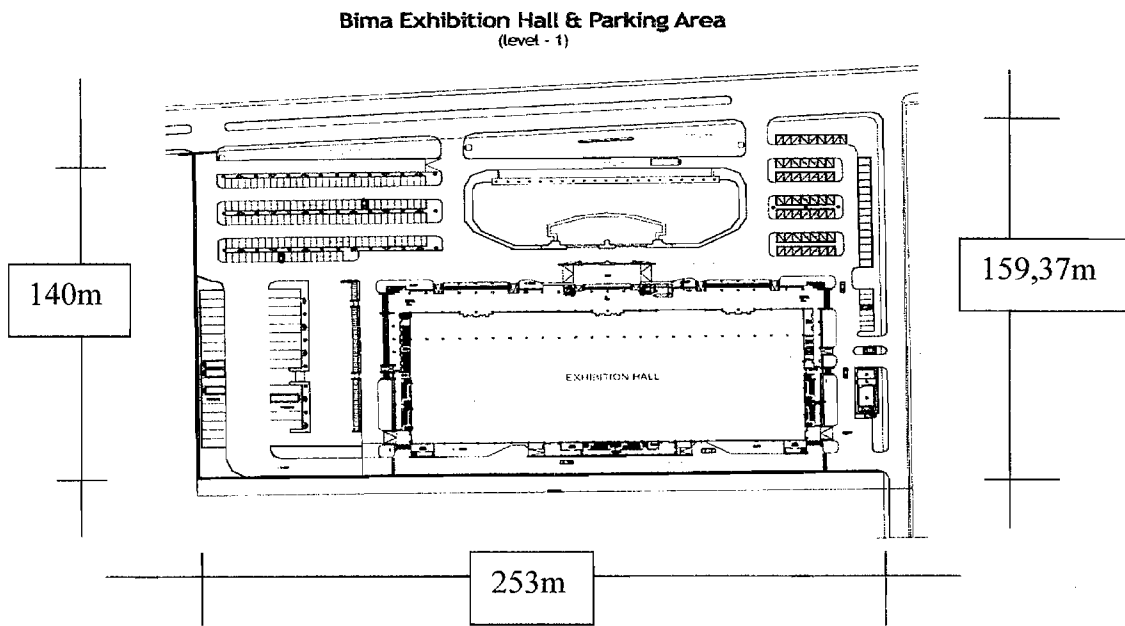 Bima Exhibition Hall & Parking Area
(level - 1)
140m
159,37m
EXHIBITION HALL
253m